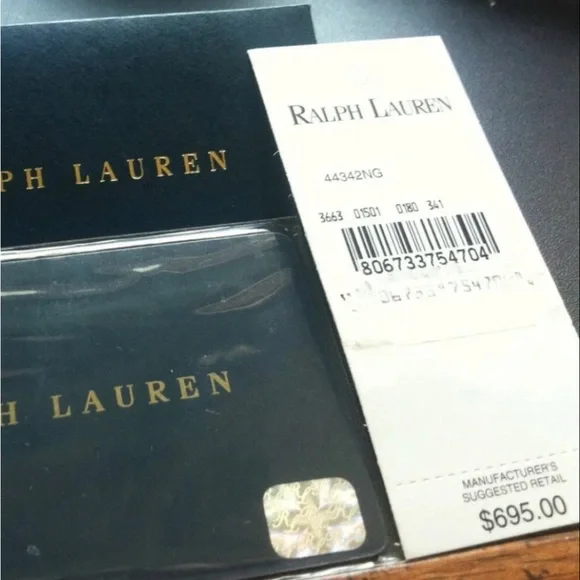 PH LAUREN
H LAUREN
RALPH LAUREN
44342NG
3663 01501 0180 341
806733754704
MANUFACTURER'S
SUGGESTED RETAIL
$695.00